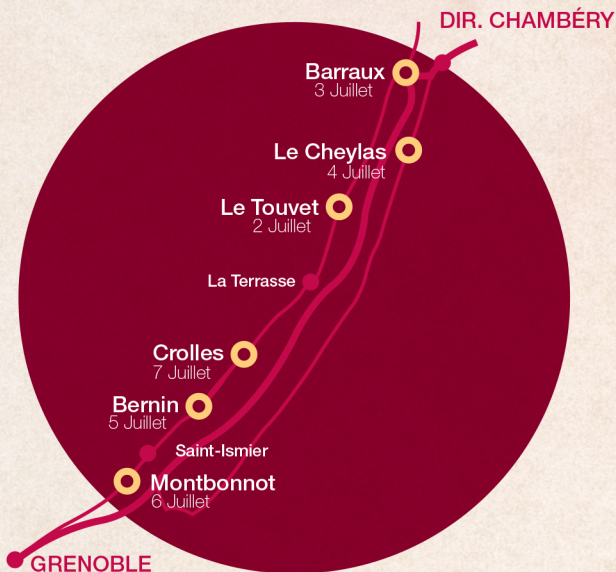 DIR. CHAMBÉRY
Barraux
3 Juillet
Le Cheylas
4 Juillet
Le Touvet
2 Juillet
La Terrasse
Crolles
7 Juillet
Bernin
5 Juillet
Saint-Ismier
Montbonnot
6 Juillet
GRENOBLE